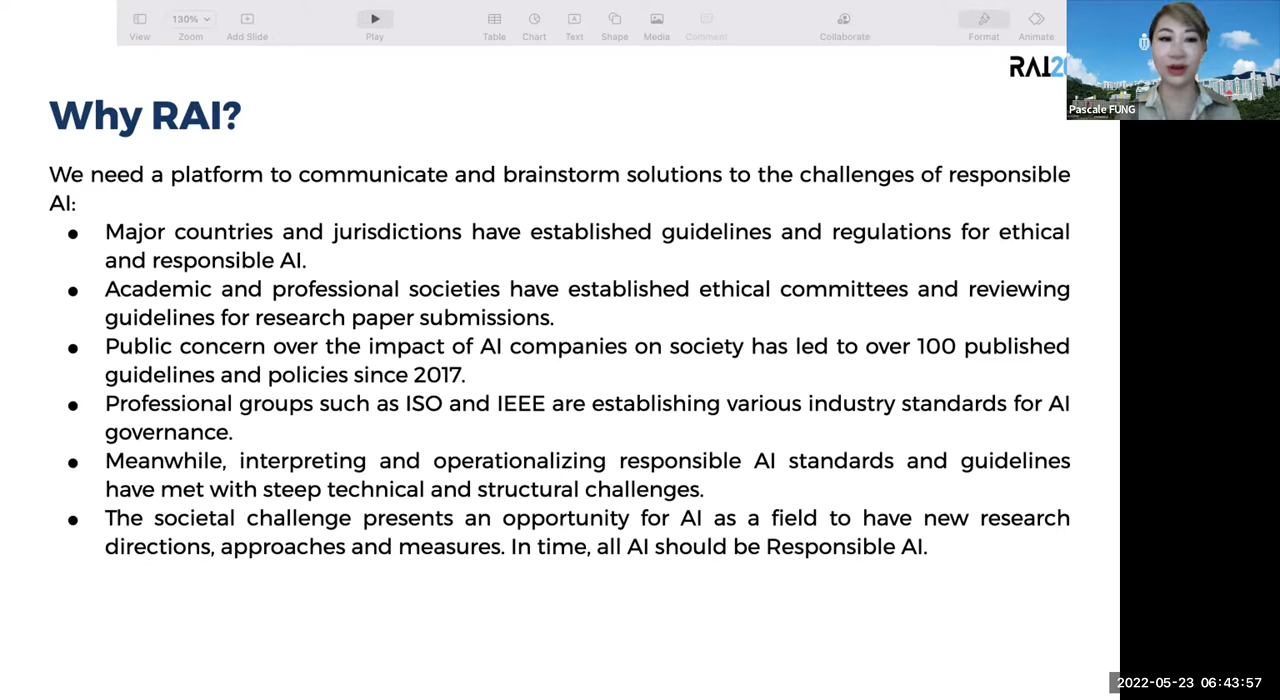 130%
View
Zoom
Add Slide
Play
Table
Chart
Text
Shape
Media
Comment
Collaborate
Format
Animate
RAI2
Pascale FUNG
Why RAI?
We need a platform to communicate and brainstorm solutions to the challenges of responsible
AI:
● Major countries and jurisdictions have established guidelines and regulations for ethical
and responsible AI.
● Academic and professional societies have established ethical committees and reviewing
guidelines for research paper submissions.
● Public concern over the impact of AI companies on society has led to over 100 published
guidelines and policies since 2017.
● Professional groups such as ISO and IEEE are establishing various industry standards for AI
governance.
● Meanwhile, interpreting and operationalizing responsible AI standards and guidelines
have met with steep technical and structural challenges.
● The societal challenge presents an opportunity for AI as a field to have new research
directions, approaches and measures. In time, all AI should be Responsible AI.
2022-05-23 06:43:57